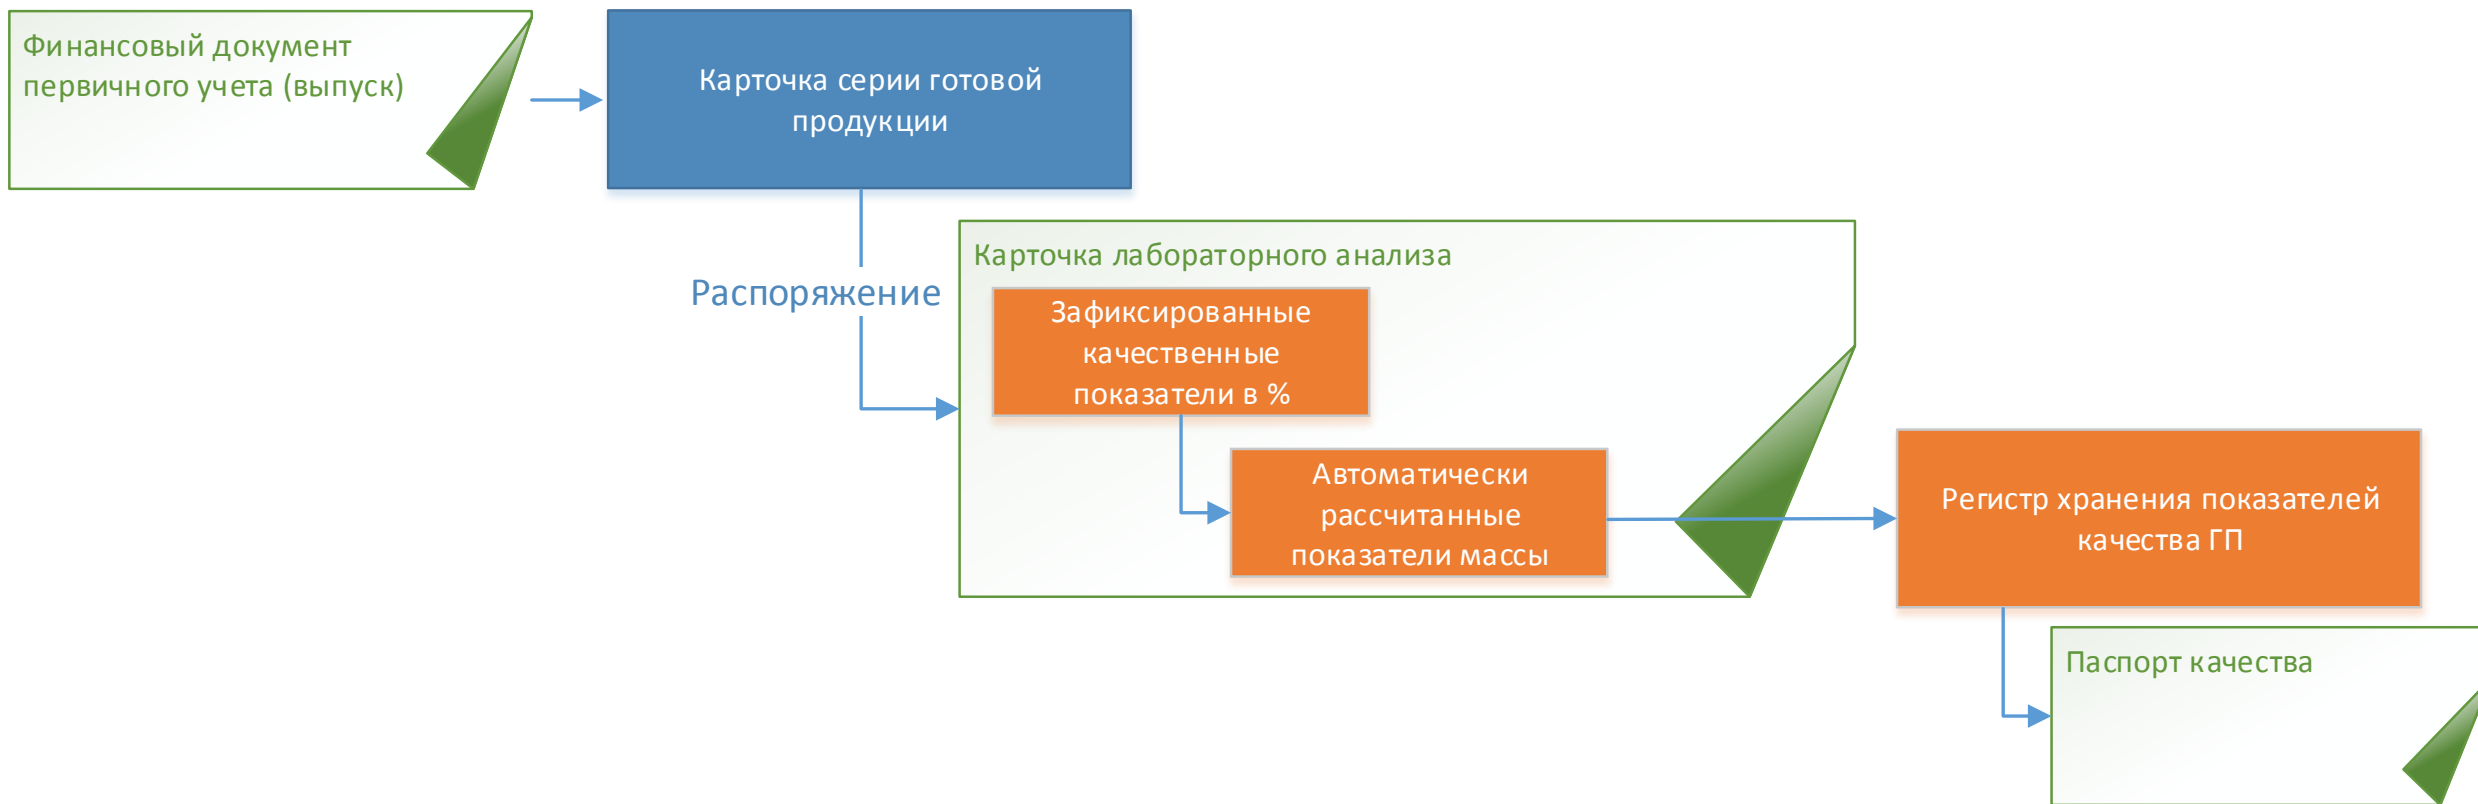 Финансовый документ
первичного учета (выпуск)
Карточка серии готовой
продукции
Распоряжение
Карточка лабораторного анализа
Зафиксированные
качественные
показатели в %
Автоматически
рассчитанные
показатели массы
Регистр хранения показателей
качества ГП
Паспорт качества